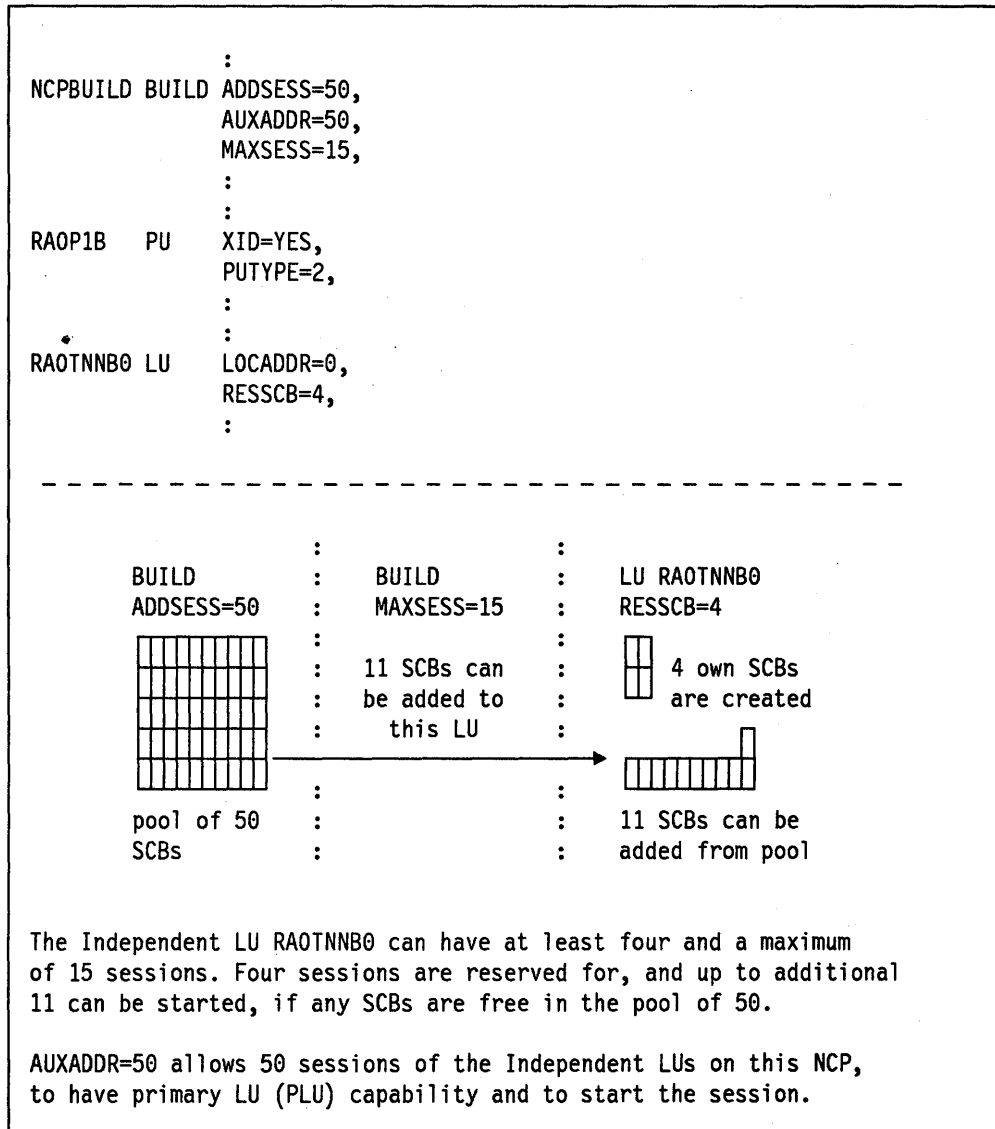 :
NCPBUILD BUILD ADDSESS=50,
AUXADDR=50,
MAXSESS=15,
:
:
RAOP1B PU XID=YES,
PUTYPE=2,
:
:
RAOTNNB0 LU LOCADDR=0,
RESSCB=4,
:
: :
BUILD : BUILD : LU RAOTNNB0
ADDSESS=50 : MAXSESS=15 : RESSCB=4
: :
: 11 SCBs can : 4 own SCBs
: be added to : are created
: this LU :
: :
pool of 50 : : 11 SCBs can be
SCBs : : added from pool
The Independent LU RAOTNNB0 can have at least four and a maximum
of 15 sessions. Four sessions are reserved for, and up to additional
11 can be started, if any SCBs are free in the pool of 50.
AUXADDR=50 allows 50 sessions of the Independent LUs on this NCP,
to have primary LU (PLU) capability and to start the session.